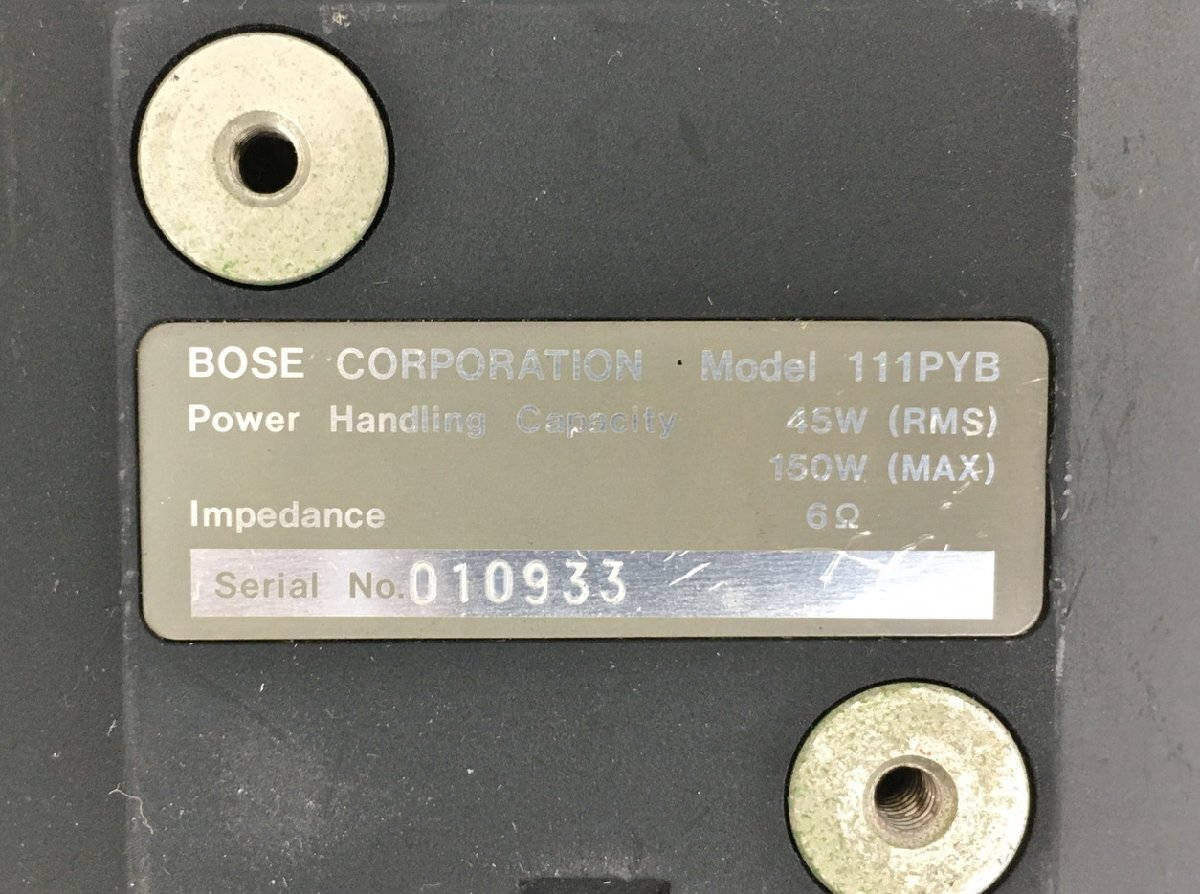 BOSE CORPORATION Model 111PYB
Power Handling Capacity 45W (RMS)
150W (MAX)
Impedance 6Ω
Serial No. 010933